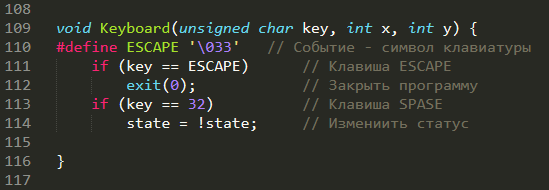 108
109 void Keyboard(unsigned char key, int x, int y) {
110 #define ESCAPE '\033'   // Событие - символ клавиатуры
111     if (key == ESCAPE)       // Клавиша ESCAPE
112         exit(0);             // Закрыть программу
113     if (key == 32)           // Клавиша SPASE
114         state = !state;      // Измениить статус
115
116 }
117